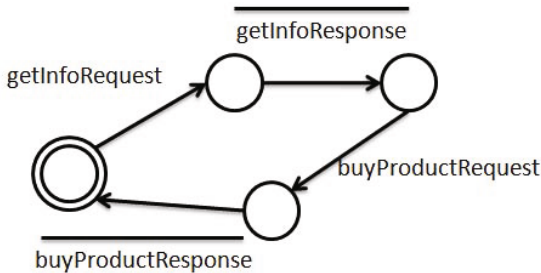 getInfoResponse
getInfoRequest
buyProductRequest
buyProductResponse